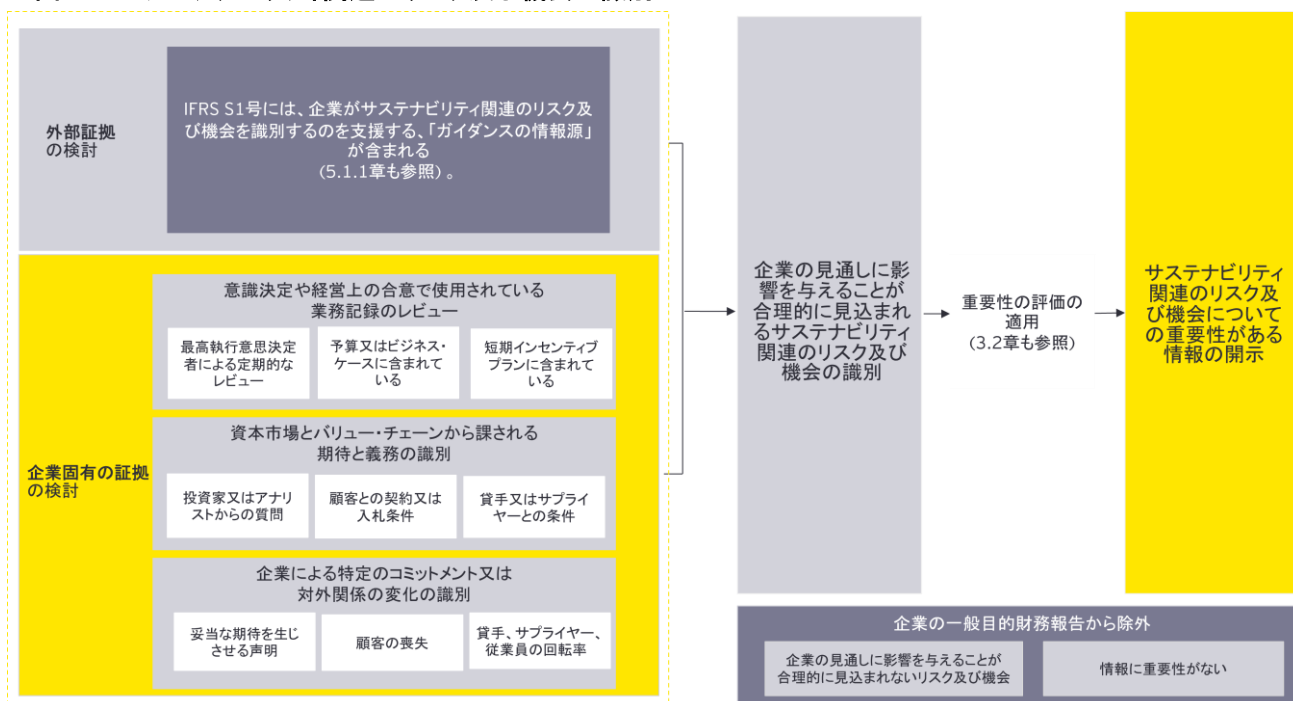 外部証拠
の検討
IFRS S1号には、企業がサステナビリティ関連のリスク及
び機会を識別するのを支援する、「ガイダンスの情報源」
が含まれる
(5.1.1章も参照) 。
企業固有の証拠
の検討
意識決定や経営上の合意で使用されている
業務記録のレビュー
最高執行意思決定
者による定期的な
レビュー
予算又はビジネス・
ケースに含まれて
いる
短期インセンティブ
プランに含まれて
いる
資本市場とバリュー・チェーンから課される
期待と義務の識別
投資家又はアナリ
ストからの質問
顧客との契約又は
入札条件
貸手又はサプライ
ヤーとの条件
企業による特定のコミットメント又は
対外関係の変化の識別
妥当な期待を生じ
させる声明
顧客の喪失
貸手、サプライヤー、
従業員の回転率
企業の見通しに影
響を与えることが
合理的に見込まれ
るサステナビリティ
関連のリスク及び
機会の識別
重要性の評価の
適用
(3.2章も参照)
サステナビリティ
関連のリスク及
び機会について
の重要性がある
情報の開示
企業の一般目的財務報告から除外
企業の見通しに影響を与えることが
合理的に見込まれないリスク及び機会
情報に重要性がない